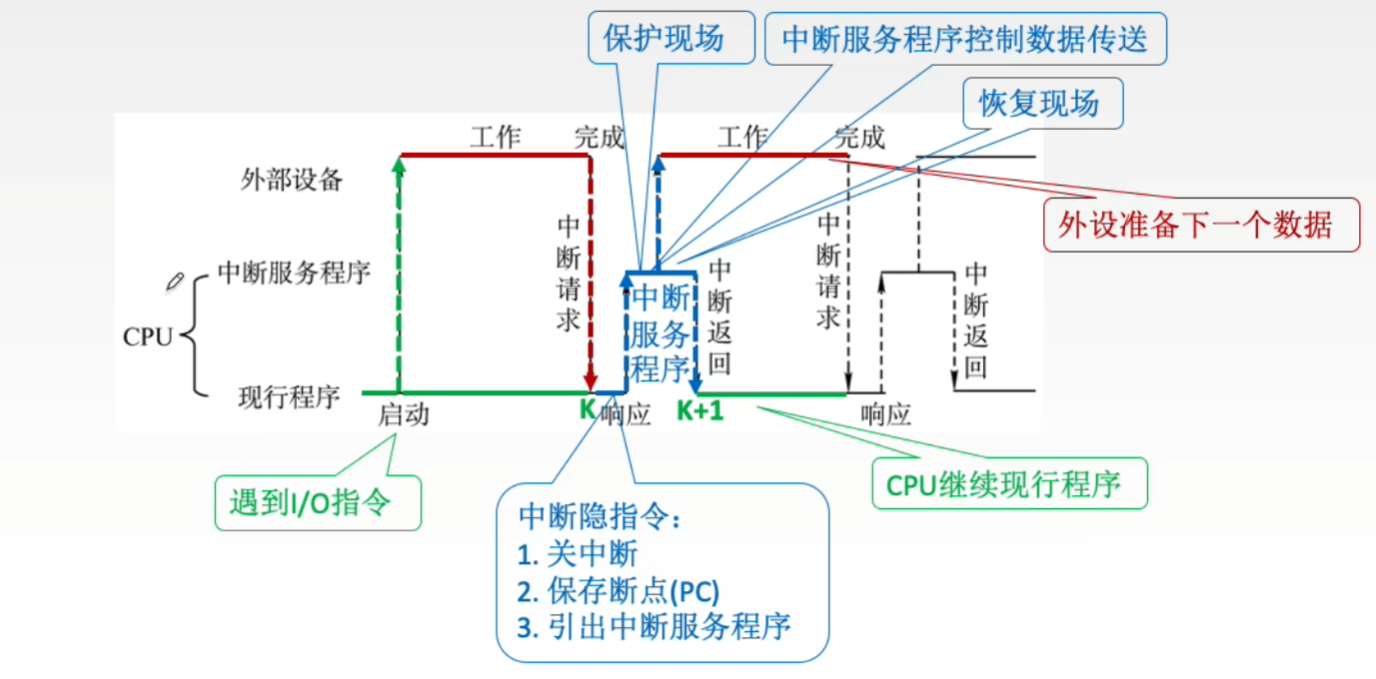 保护现场
中断服务程序控制数据传送
恢复现场
工作
完成
工作
完成
外部设备
外设准备下一个数据
中断请求
中断请求
中断服务程序
中断服务程序
中断返回
中断返回
CPU
现行程序
启动
K
响应
K+1
响应
遇到I/O指令
CPU继续现行程序
中断隐指令：
1. 关中断
2. 保存断点(PC)
3. 引出中断服务程序